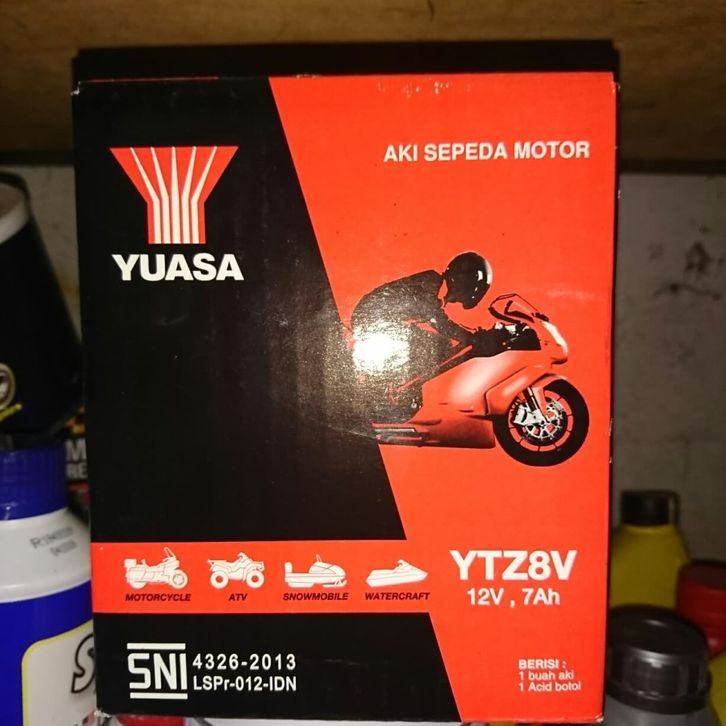 AKI SEPEDA MOTOR
YUASA
MOTORCYCLE
ATV
SNOWMOBILE
WATERCRAFT
YTZ8V
12V , 7Ah
SNI
4326-2013
LSPr-012-IDN
BERISI :
1 buah aki
1 Acid botol